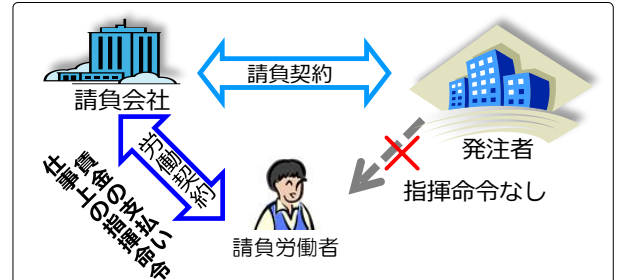 請負会社
請負契約
発注者
指揮命令なし
労働契約
賃金の支払い
仕事上の指揮命令
請負労働者